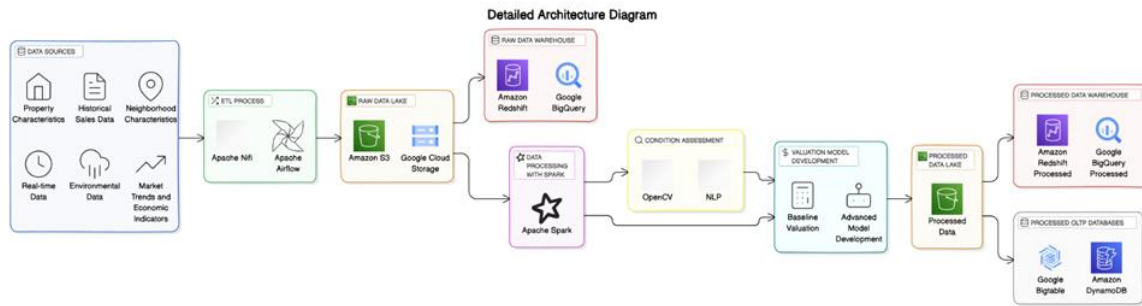 Detailed Architecture Diagram
DATA SOURCES
Property
Characteristics
Historical
Sales Data
Neighborhood
Characteristics
Real-time
Data
Environmental
Data
Market
Trends and
Economic
Indicators
ETL PROCESS
Apache Nifi
Apache
Airflow
RAW DATA LAKE
Amazon S3
Google Cloud
Storage
RAW DATA WAREHOUSE
Amazon
Redshift
Google
BigQuery
DATA
PROCESSING
WITH SPARK
Apache Spark
CONDITION ASSESSMENT
OpenCV
NLP
VALUATION MODEL
DEVELOPMENT
Baseline
Valuation
Advanced
Model
Development
PROCESSED
DATA LAKE
Processed
Data
PROCESSED DATA WAREHOUSE
Amazon
Redshift
Processed
Google
BigQuery
Processed
PROCESSED OLTP DATABASES
Google
Bigtable
Amazon
DynamoDB